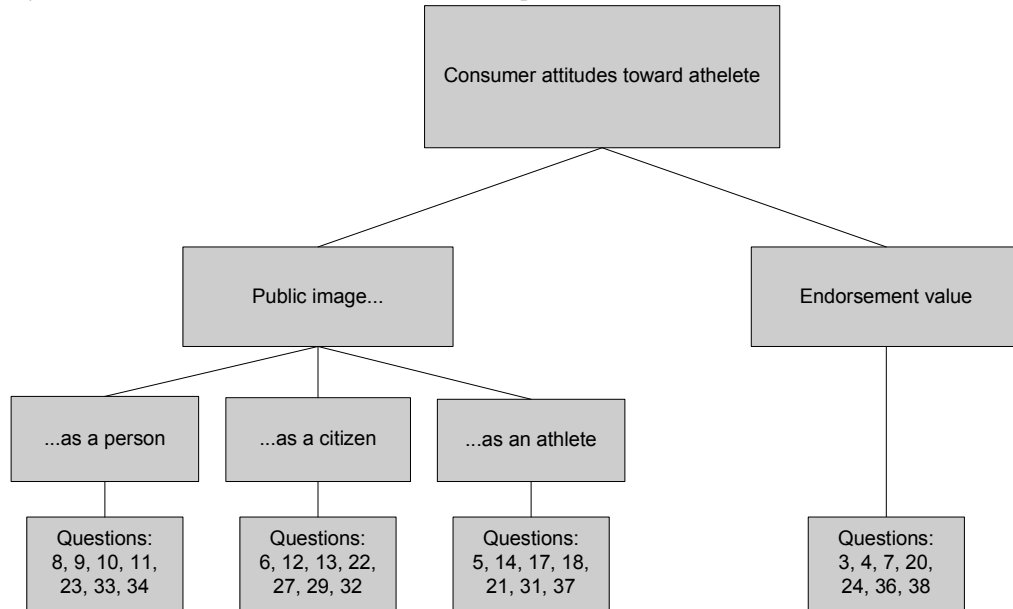 Consumer attitudes toward athelete
Public image...
Endorsement value
...as a person
...as a citizen
...as an athlete
Questions:
8, 9, 10, 11,
23, 33, 34
Questions:
6, 12, 13, 22,
27, 29, 32
Questions:
5, 14, 17, 18,
21, 31, 37
Questions:
3, 4, 7, 20,
24, 36, 38